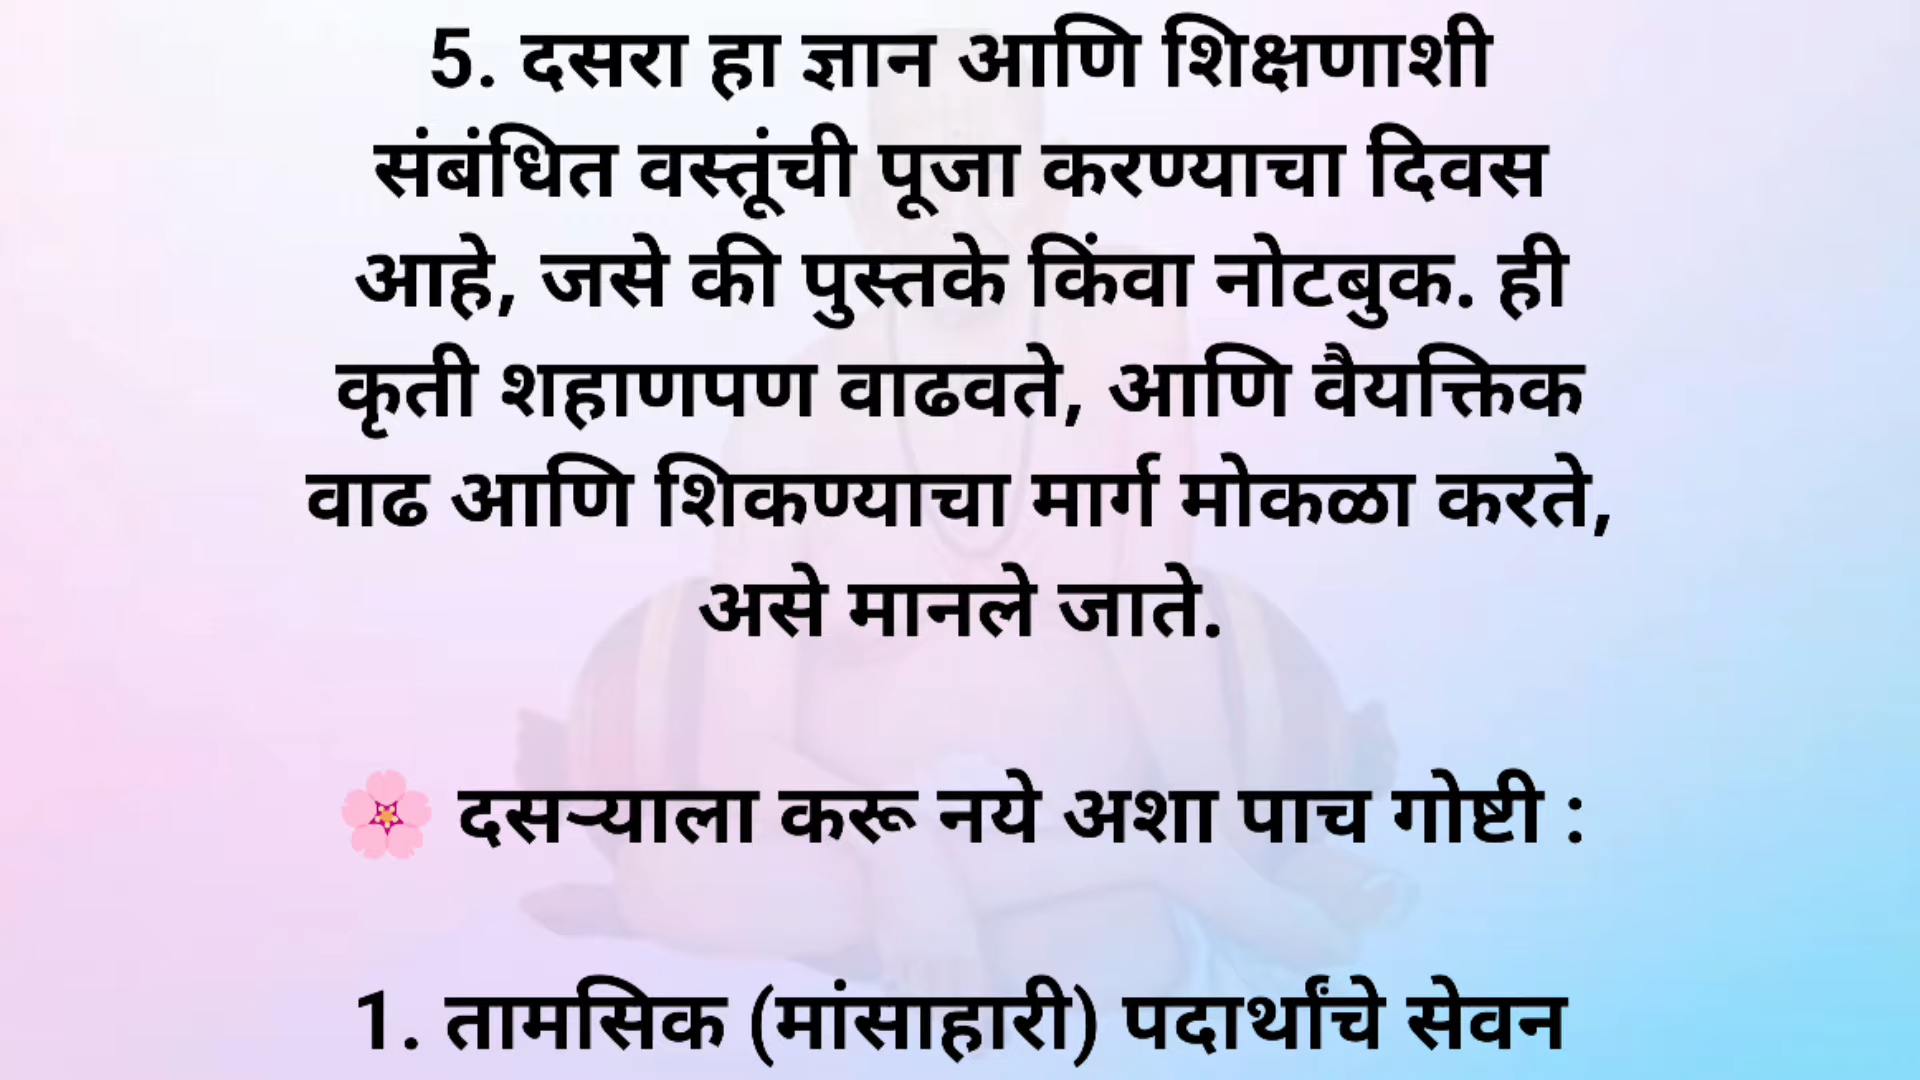 5. दसरा हा ज्ञान आणि शिक्षणाशी
संबंधित वस्तूंची पूजा करण्याचा दिवस
आहे, जसे की पुस्तके किंवा नोटबुक. ही
कृती शहाणपण वाढवते, आणि वैयक्तिक
वाढ आणि शिकण्याचा मार्ग मोकळा करते,
असे मानले जाते.
🌸 दसऱ्याला करू नये अशा पाच गोष्टी :
1. तामसिक (मांसाहारी) पदार्थांचे सेवन